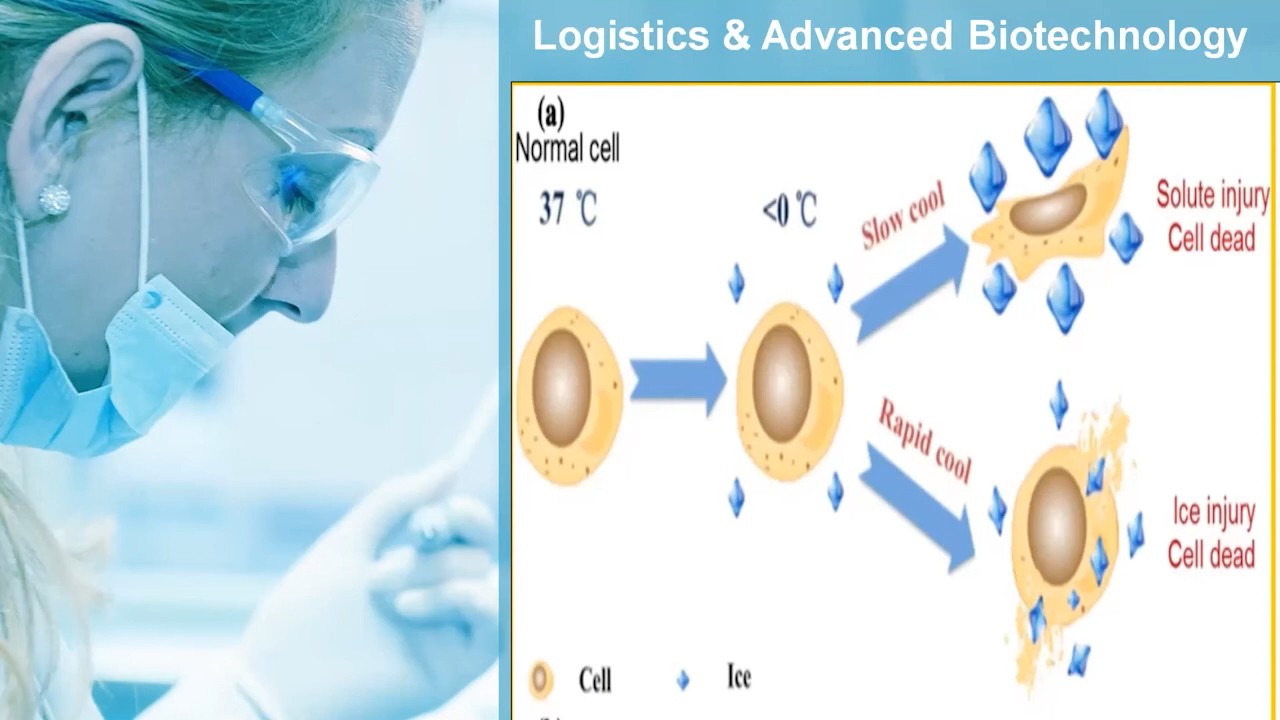 Logistics & Advanced Biotechnology
(a)
Normal cell
37 ℃
<0 ℃
Slow cool
Solute injury
Cell dead
Rapid cool
Ice injury
Cell dead
Cell
Ice